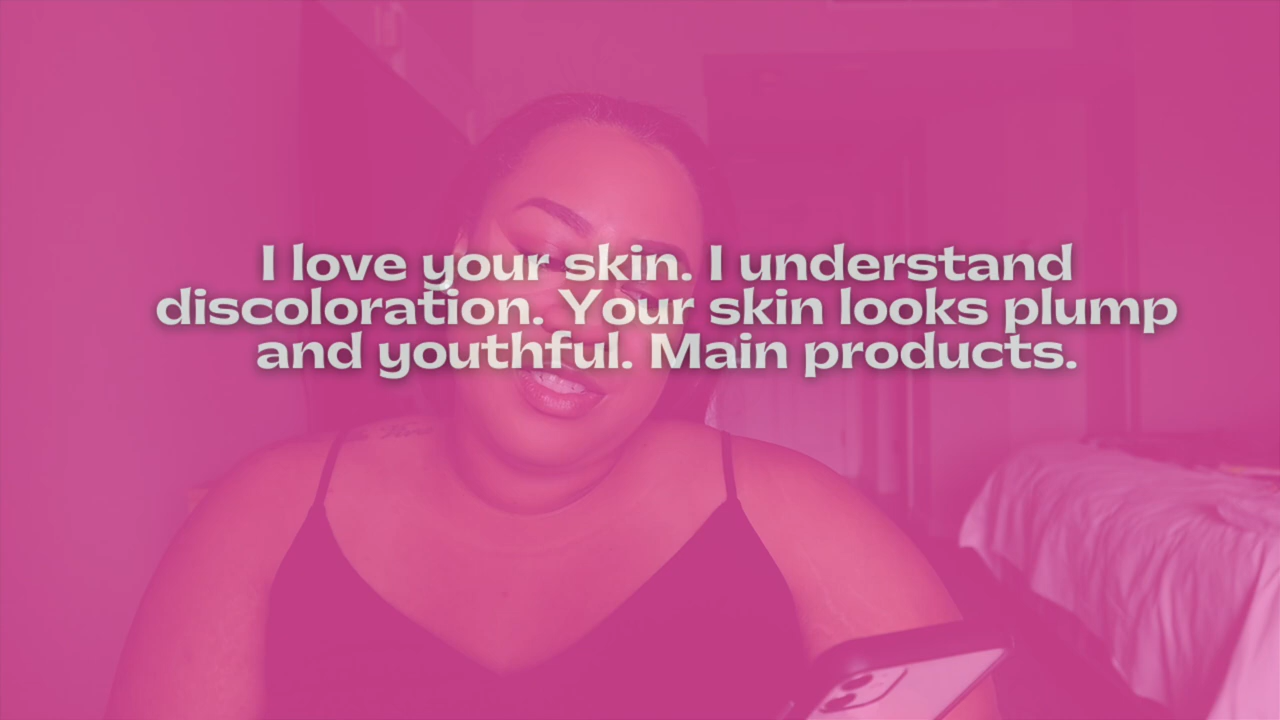 I love your skin. I understand
discoloration. Your skin looks plump
and youthful. Main products.